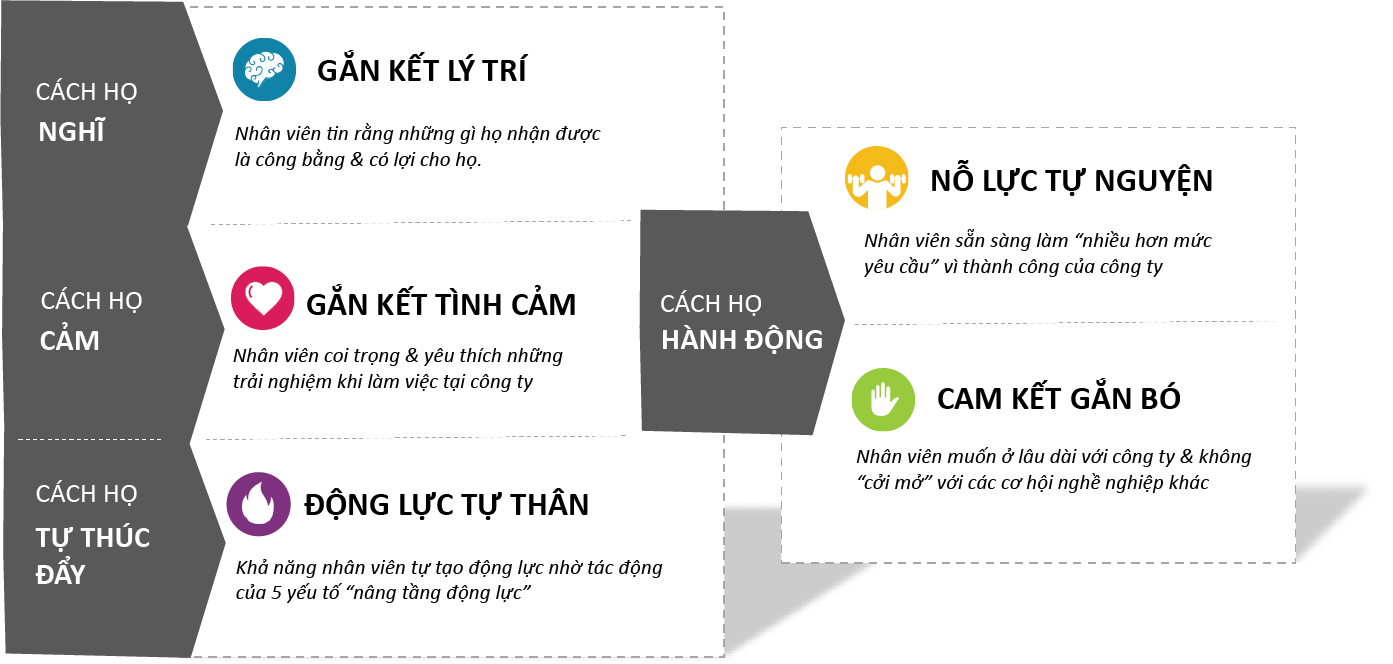 CÁCH HỌ
NGHĨ
GẮN KẾT LÝ TRÍ
Nhân viên tin rằng những gì họ nhận được
là công bằng & có lợi cho họ.
CÁCH HỌ
CẢM
GẮN KẾT TÌNH CẢM
Nhân viên coi trọng & yêu thích những
trải nghiệm khi làm việc tại công ty
CÁCH HỌ
TỰ THÚC
ĐẨY
ĐỘNG LỰC TỰ THÂN
Khả năng nhân viên tự tạo động lực nhờ tác động
của 5 yếu tố “nâng tầng động lực”
CÁCH HỌ
HÀNH ĐỘNG
NỖ LỰC TỰ NGUYỆN
Nhân viên sẵn sàng làm “nhiều hơn mức
yêu cầu” vì thành công của công ty
CAM KẾT GẮN BÓ
Nhân viên muốn ở lâu dài với công ty & không
“cởi mở” với các cơ hội nghề nghiệp khác